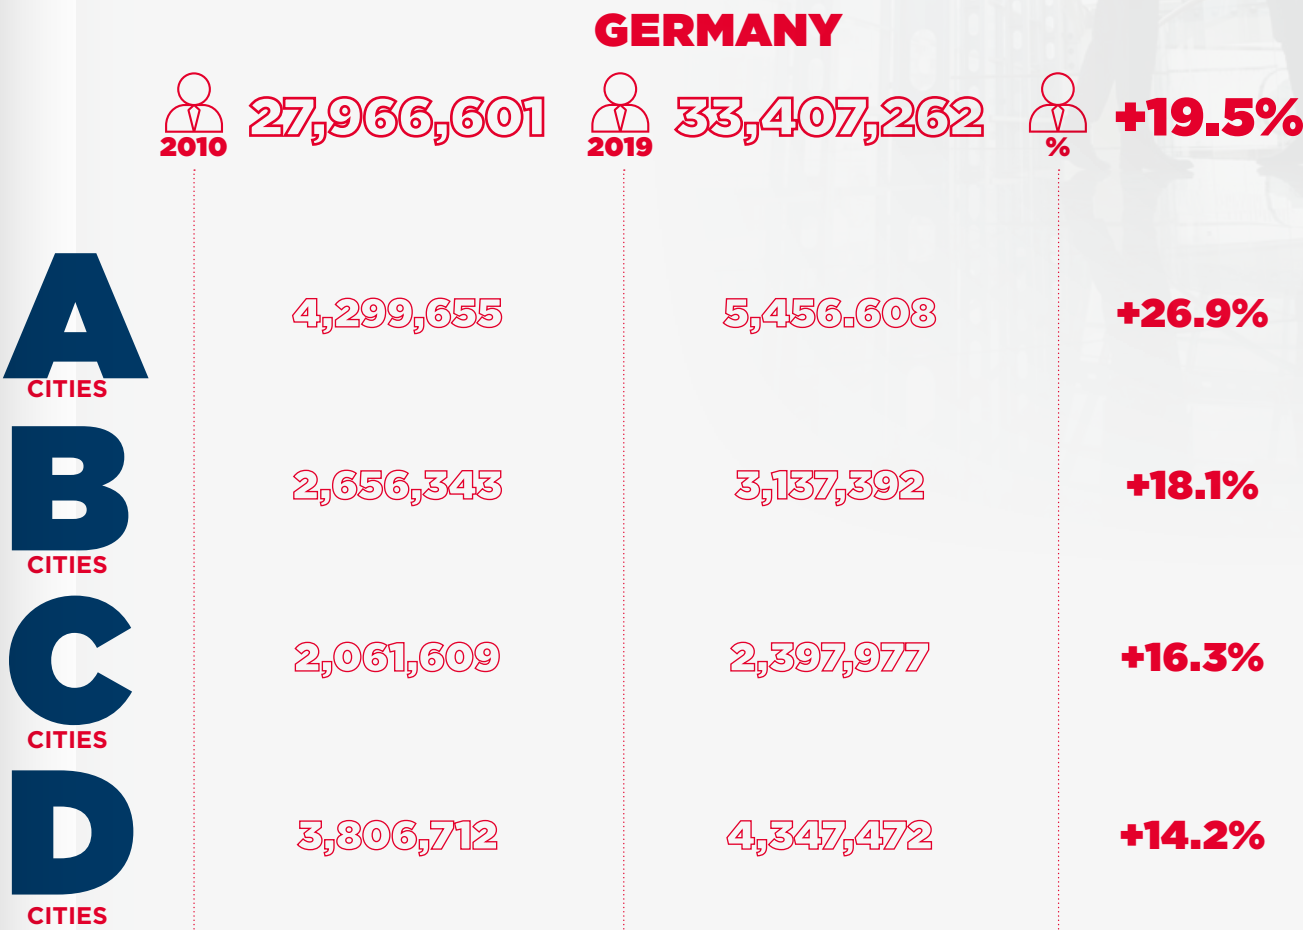 GERMANY
27,966,601 33,407,262 +19.5%
2010 2019 %
A 4,299,655 5,456.608 +26.9%
CITIES
B 2,656,343 3,137,392 +18.1%
CITIES
C 2,061,609 2,397,977 +16.3%
CITIES
D 3,806,712 4,347,472 +14.2%
CITIES